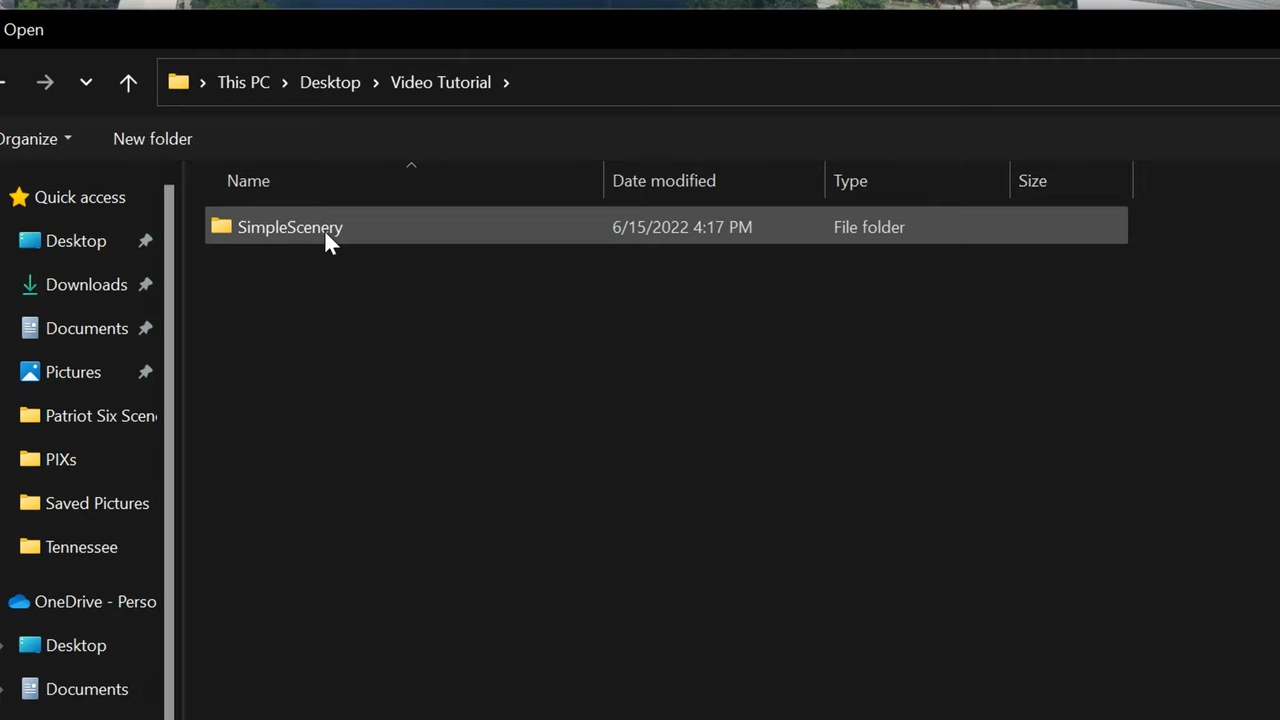 Open
This PC > Desktop > Video Tutorial >
Organize New folder
Name Date modified Type Size
Quick access
SimpleScenery 6/15/2022 4:17 PM File folder
Desktop
Downloads
Documents
Pictures
Patriot Six Scen
PIXs
Saved Pictures
Tennessee
OneDrive - Perso
Desktop
Documents